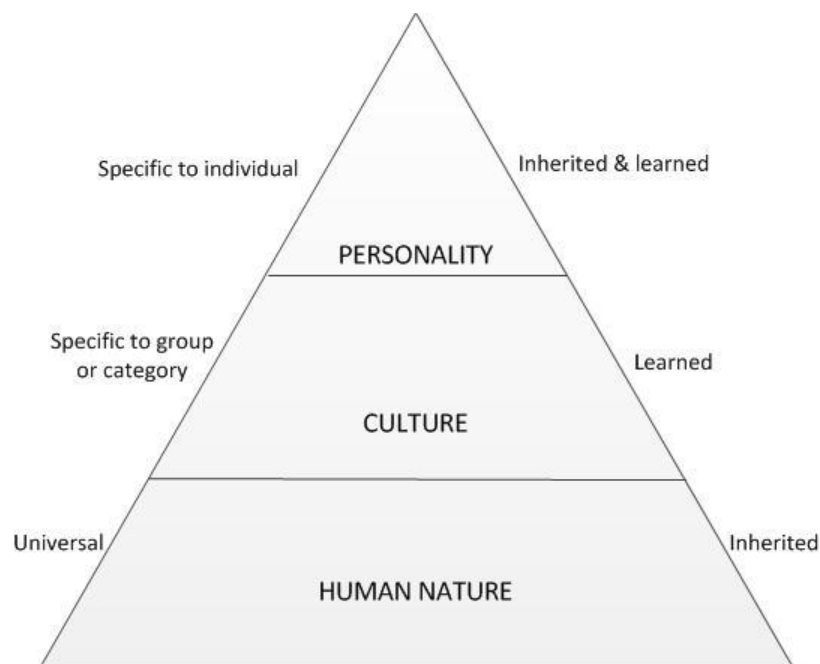 Specific to individual
Inherited & learned
PERSONALITY
Specific to group
or category
Learned
CULTURE
Universal
Inherited
HUMAN NATURE